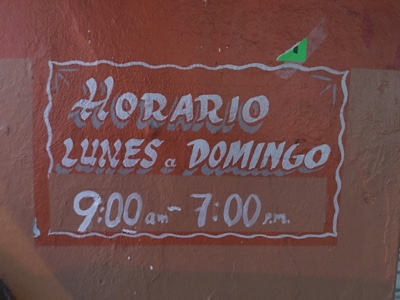 HORARIO
LUNES a DOMINGO
9:00 am - 7:00 P.M.